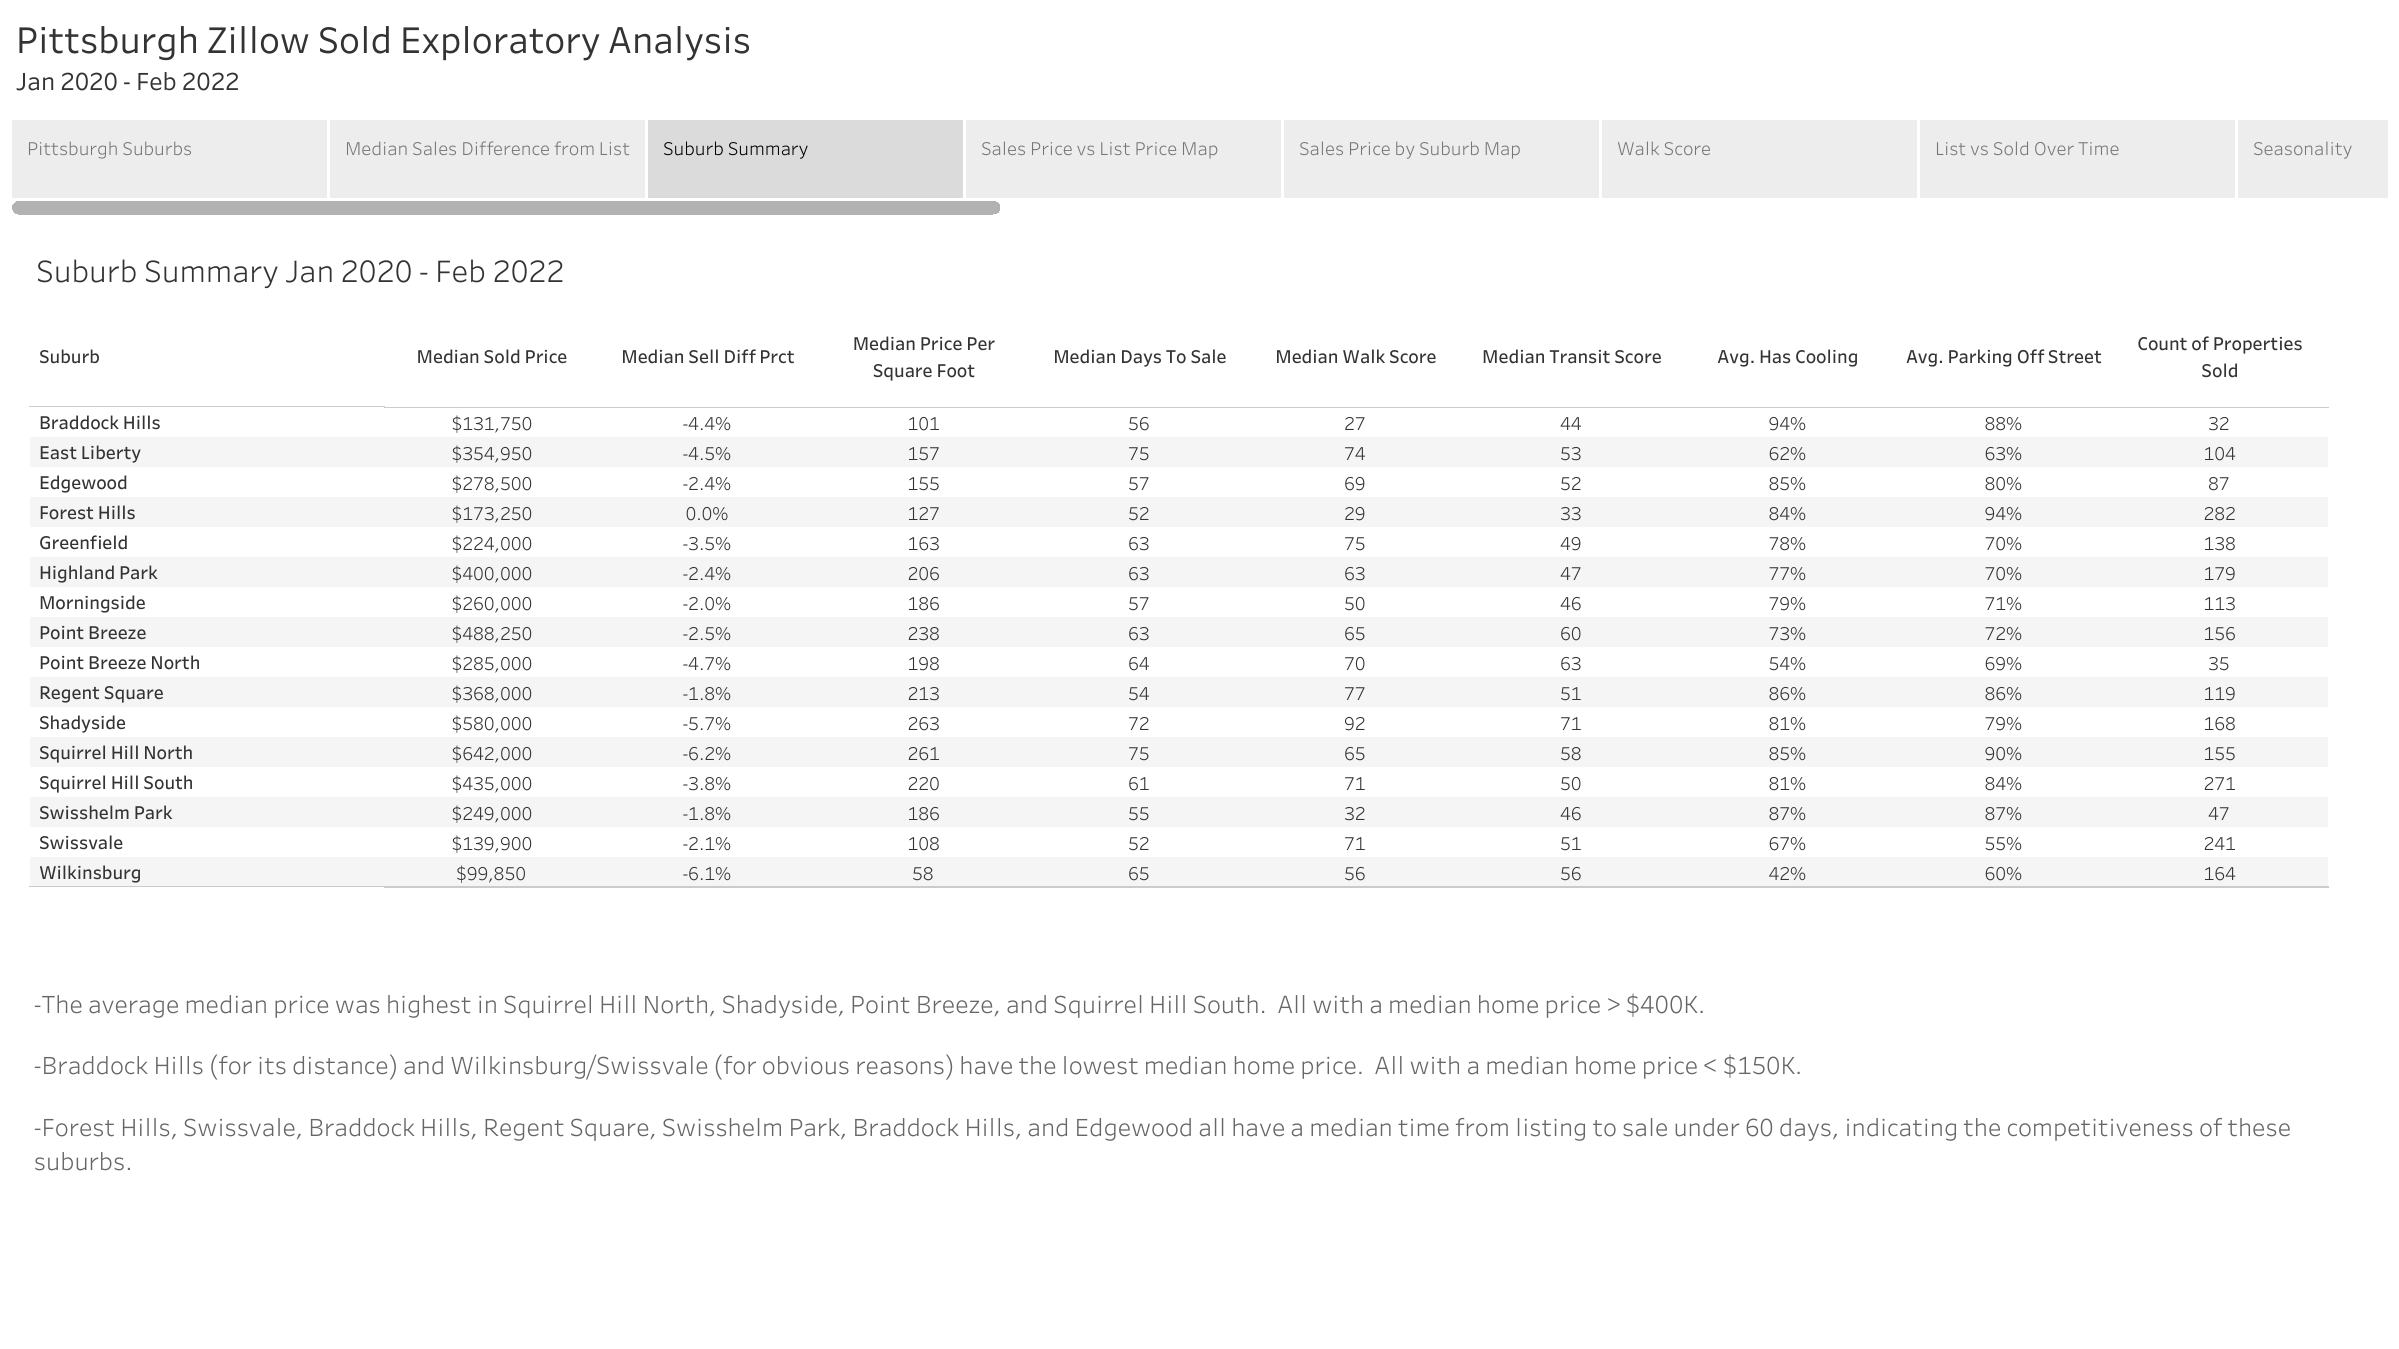 Pittsburgh Zillow Sold Exploratory Analysis
Jan 2020 - Feb 2022
Pittsburgh Suburbs Median Sales Difference from List Suburb Summary Sales Price vs List Price Map Sales Price by Suburb Map Walk Score List vs Sold Over Time Seasonality
Suburb Summary Jan 2020 - Feb 2022
Suburb Median Sold Price Median Sell Diff Prct Median Price Per Square Foot Median Days To Sale Median Walk Score Median Transit Score Avg. Has Cooling Avg. Parking Off Street Count of Properties Sold
Braddock Hills $131,750 -4.4% 101 56 27 44 94% 88% 32
East Liberty $354,950 -4.5% 157 75 74 53 62% 63% 104
Edgewood $278,500 -2.4% 155 57 69 52 85% 80% 87
Forest Hills $173,250 0.0% 127 52 29 33 84% 94% 282
Greenfield $224,000 -3.5% 163 63 75 49 78% 70% 138
Highland Park $400,000 -2.4% 206 63 63 47 77% 70% 179
Morningside $260,000 -2.0% 186 57 50 46 79% 71% 113
Point Breeze $488,250 -2.5% 238 63 65 60 73% 72% 156
Point Breeze North $285,000 -4.7% 198 64 70 63 54% 69% 35
Regent Square $368,000 -1.8% 213 54 77 51 86% 86% 119
Shadyside $580,000 -5.7% 263 72 92 71 81% 79% 168
Squirrel Hill North $642,000 -6.2% 261 75 65 58 85% 90% 155
Squirrel Hill South $435,000 -3.8% 220 61 71 50 81% 84% 271
Swisshelm Park $249,000 -1.8% 186 55 32 46 87% 87% 47
Swissvale $139,900 -2.1% 108 52 71 51 67% 55% 241
Wilkinsburg $99,850 -6.1% 58 65 56 56 42% 60% 164
-The average median price was highest in Squirrel Hill North, Shadyside, Point Breeze, and Squirrel Hill South.  All with a median home price > $400K.
-Braddock Hills (for its distance) and Wilkinsburg/Swissvale (for obvious reasons) have the lowest median home price.  All with a median home price < $150K.
-Forest Hills, Swissvale, Braddock Hills, Regent Square, Swisshelm Park, Braddock Hills, and Edgewood all have a median time from listing to sale under 60 days, indicating the competitiveness of these
suburbs.